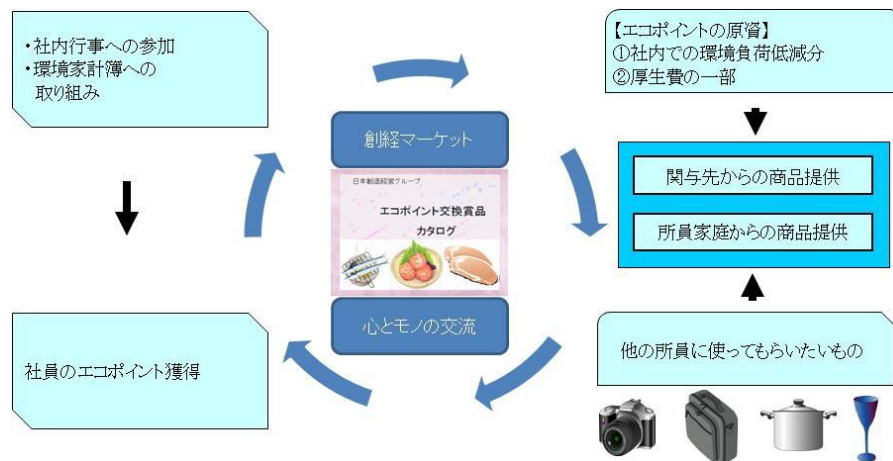 ・社内行事への参加
・環境家計簿への
取り組み
【エコポイントの原資】
①社内での環境負荷低減分
②厚生費の一部
創経マーケット
日本創造経営グループ
エコポイント交換賞品
カタログ
関与先からの商品提供
所員家庭からの商品提供
心とモノの交流
社員のエコポイント獲得
他の所員に使ってもらいたいもの